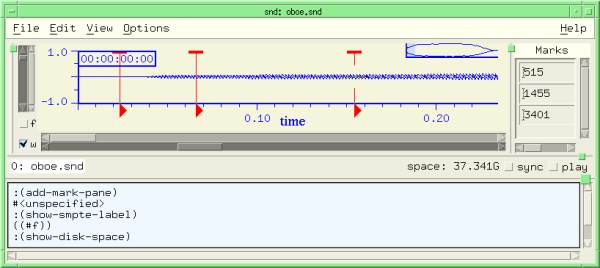 snd: oboe.snd
File Edit View Options Help
1.0
00:00:00:00
-1.0
0.10
0.20
time
Marks
515
1455
3401
f
w
0: oboe.snd
space: 37.341G
sync
play
:(add-mark-pane)
#<unspecified>
:(show-smpte-label)
((#f))
:(show-disk-space)